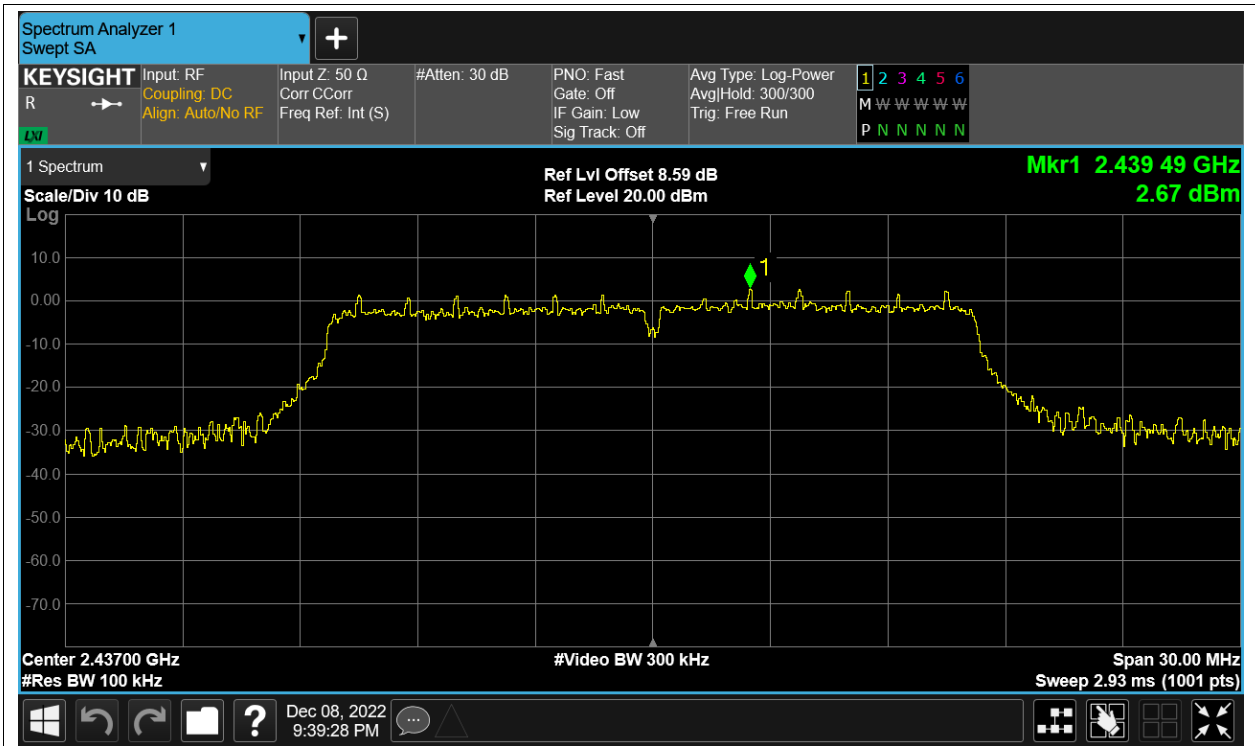 Spectrum Analyzer 1
Swept SA
KEYSIGHT
R
LXI
Input: RF
Coupling: DC
Align: Auto/No RF
Input Z: 50 Ω
Corr CCorr
Freq Ref: Int (S)
#Atten: 30 dB
PNO: Fast
Gate: Off
IF Gain: Low
Sig Track: Off
Avg Type: Log-Power
Avg|Hold: 300/300
Trig: Free Run
1 2 3 4 5 6
M W W W W W
P N N N N N
1 Spectrum
Scale/Div 10 dB
Ref Lvl Offset 8.59 dB
Ref Level 20.00 dBm
Mkr1 2.439 49 GHz
2.67 dBm
Log
10.0
0.00
-10.0
-20.0
-30.0
-40.0
-50.0
-60.0
-70.0
1
Center 2.43700 GHz
#Res BW 100 kHz
#Video BW 300 kHz
Span 30.00 MHz
Sweep 2.93 ms (1001 pts)
?
Dec 08, 2022
9:39:28 PM